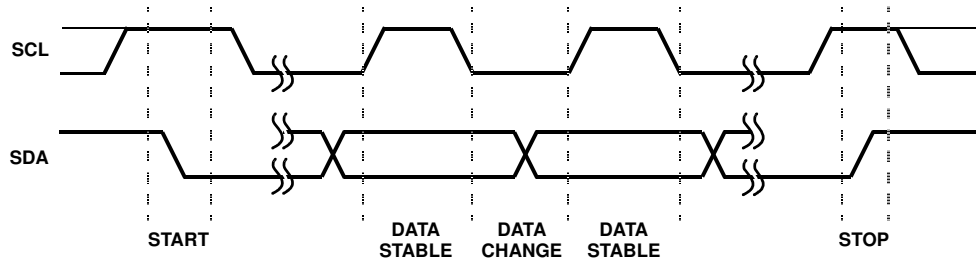 SCL
SDA
START
DATA
STABLE
DATA
CHANGE
DATA
STABLE
STOP